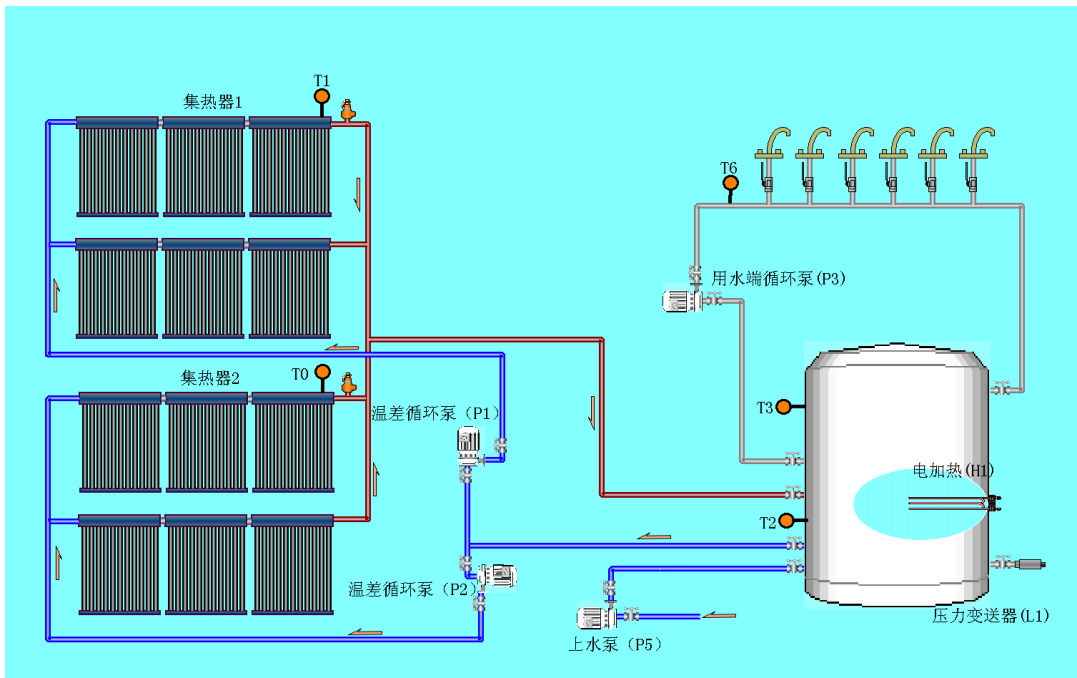 T1
集热器1
T6
用水端循环泵(P3)
集热器2
T0
温差循环泵（P1）
T3
电加热(H1)
T2
温差循环泵（P2）
压力变送器(L1)
上水泵（P5）